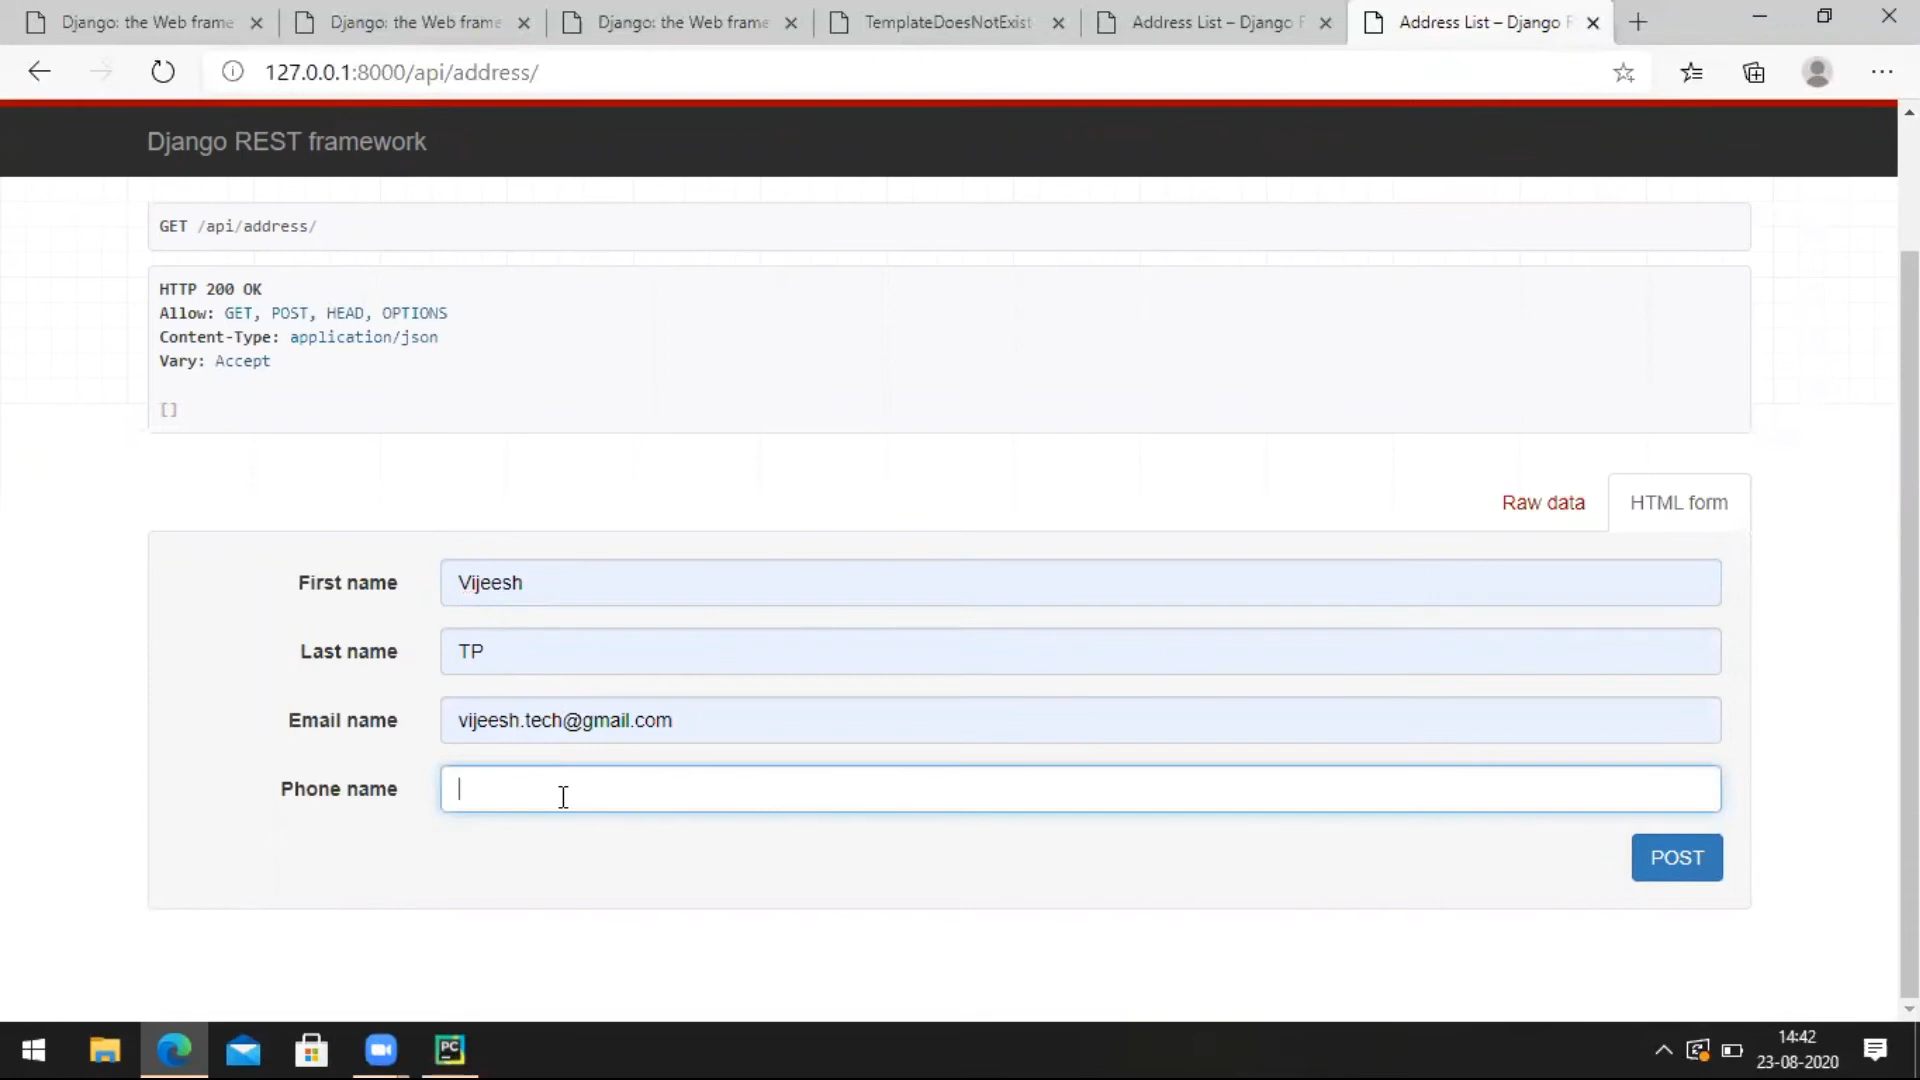 Django: the Web frame
Django: the Web frame
Django: the Web frame
TemplateDoesNotExist
Address List – Django F
Address List – Django F
127.0.0.1:8000/api/address/
Django REST framework
GET /api/address/
HTTP 200 OK
Allow: GET, POST, HEAD, OPTIONS
Content-Type: application/json
Vary: Accept
[]
Raw data
HTML form
First name Vijeesh
Last name TP
Email name vijeesh.tech@gmail.com
Phone name
POST
PC
14:42
23-08-2020